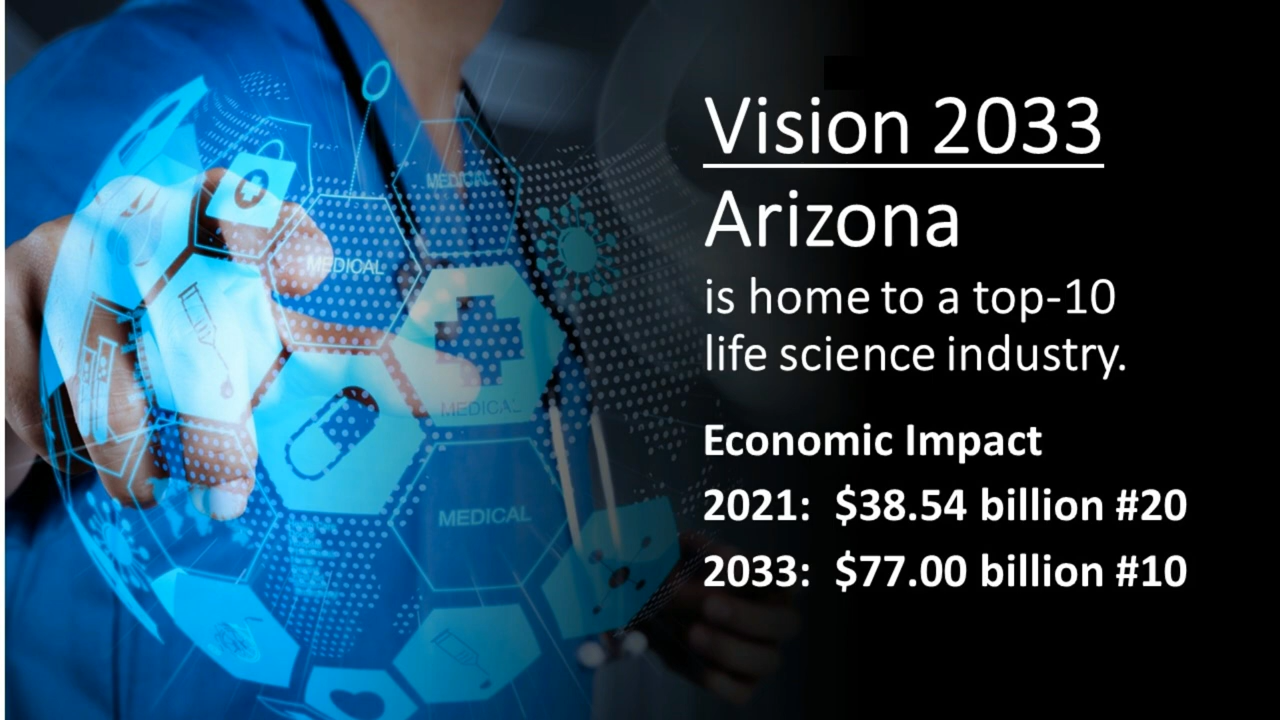 Vision 2033
Arizona
is home to a top-10
life science industry.
Economic Impact
2021: $38.54 billion #20
2033: $77.00 billion #10
MEDICAL
MEDICAL
MEDICAL
MEDICAL